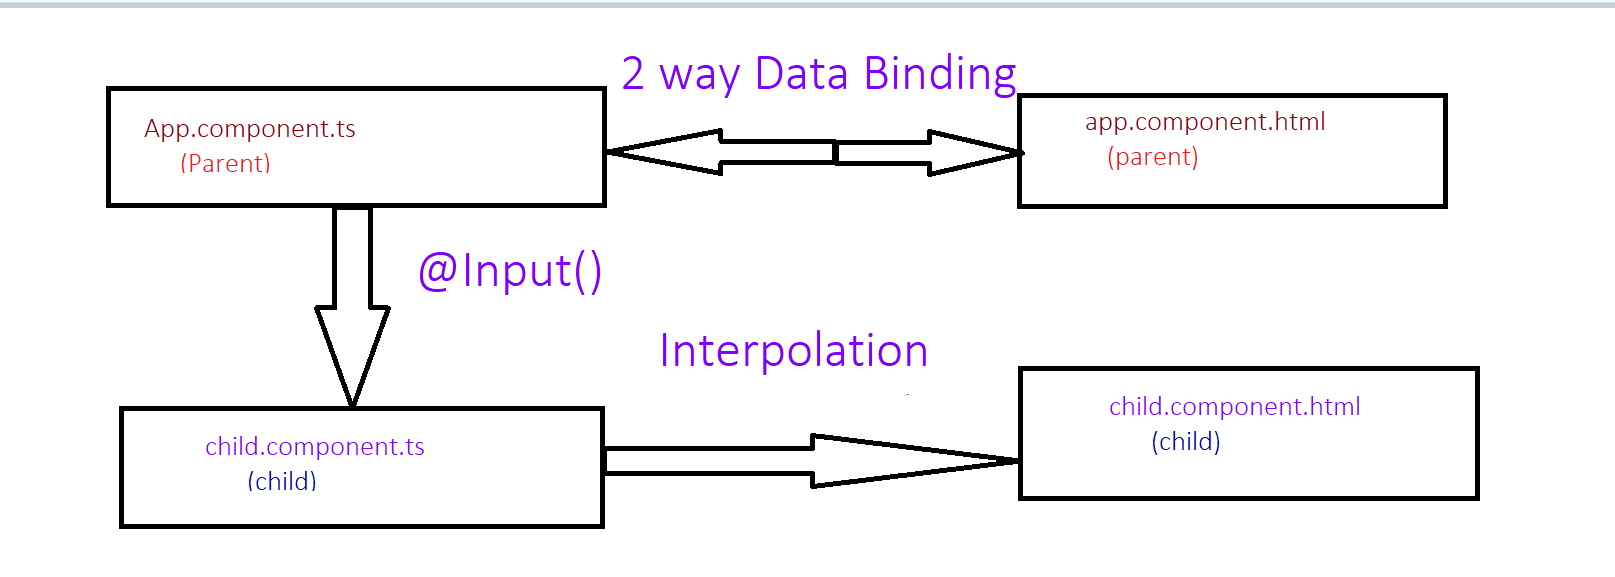 2 way Data Binding
App.component.ts
(Parent)
app.component.html
(parent)
@Input()
Interpolation
child.component.ts
(child)
child.component.html
(child)